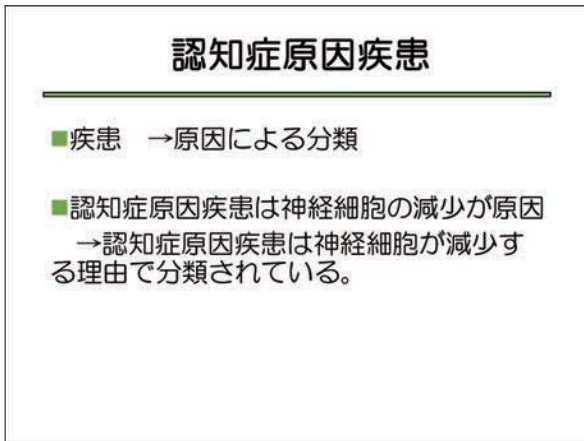 認知症原因疾患
■疾患　→原因による分類
■認知症原因疾患は神経細胞の減少が原因
→認知症原因疾患は神経細胞が減少す
る理由で分類されている。